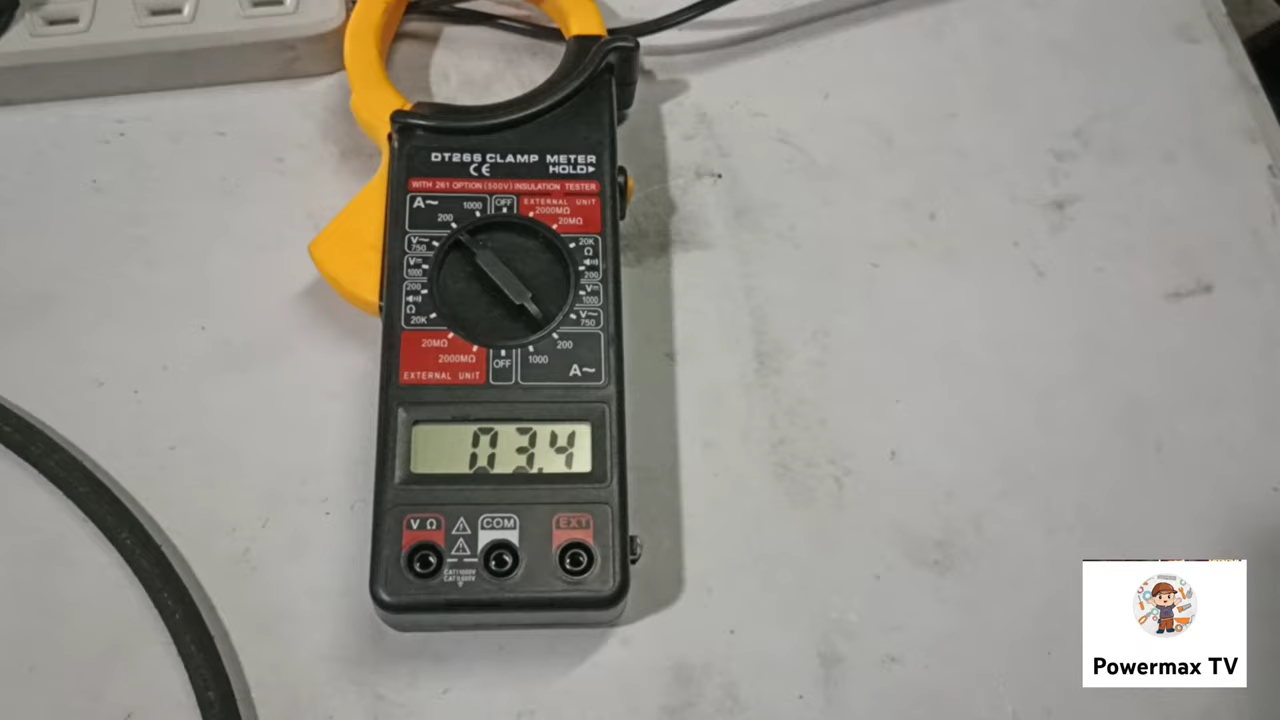 DT266 CLAMP METER
CE HOLD▶
WITH 261 OPTION (500V) INSULATION TESTER
A~ 1000 OFF EXTERNAL UNIT
200 2000MΩ
20MΩ
V~ 750
20K Ω
V⎓ 1000
200
200
V⎓ 1000
Ω
20K
V~ 750
20MΩ
200
2000MΩ OFF 1000
EXTERNAL UNIT A~
03.4
V Ω COM EXT
Powermax TV